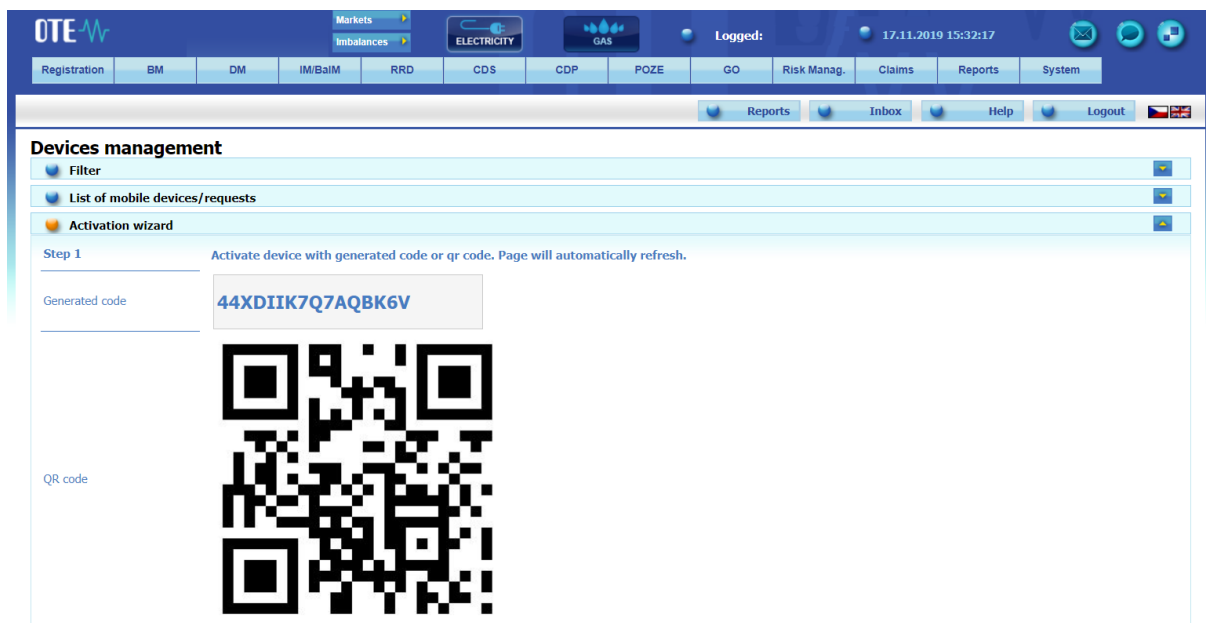 OTE
Markets
Imbalances
ELECTRICITY
GAS
Logged:
17.11.2019 15:32:17
Registration BM DM IM/BalM RRD CDS CDP POZE GO Risk Manag. Claims Reports System
Reports Inbox Help Logout
Devices management
Filter
List of mobile devices/requests
Activation wizard
Step 1 Activate device with generated code or qr code. Page will automatically refresh.
Generated code 44XDIIK7Q7AQBK6V
QR code